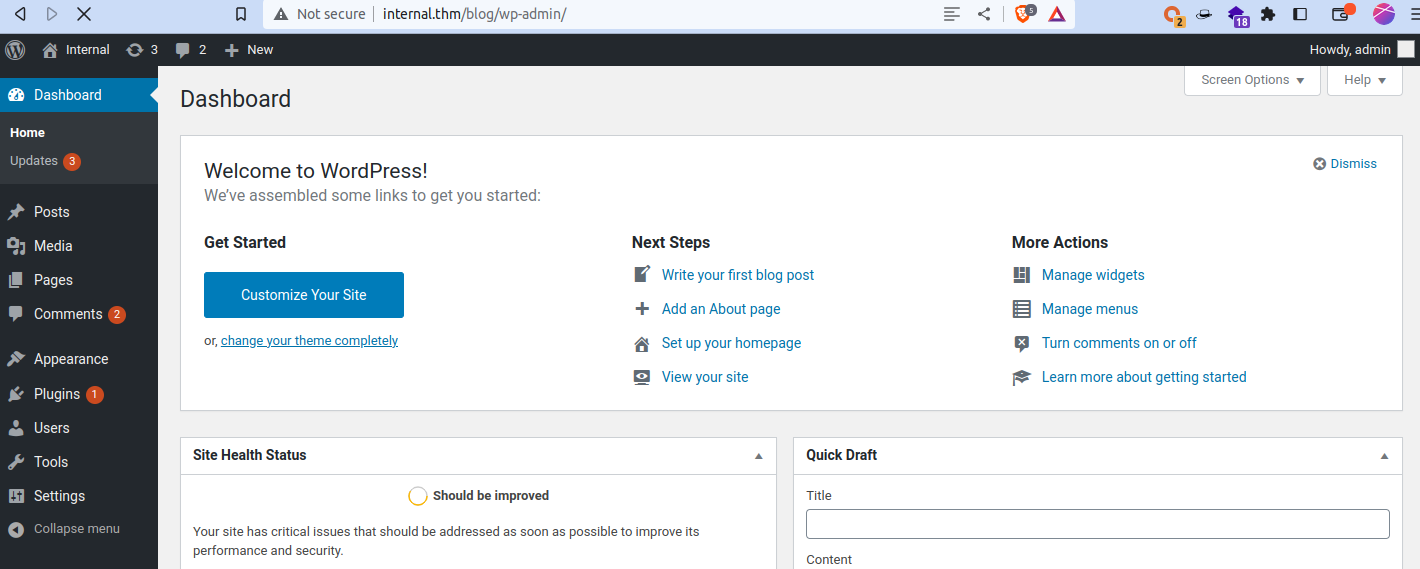 Not secure internal.thm/blog/wp-admin/ 5 2 18
Internal 3 2 New Howdy, admin
Dashboard
Home
Updates 3
Posts
Media
Pages
Comments 2
Appearance
Plugins 1
Users
Tools
Settings
Collapse menu
Screen Options Help
Dashboard
Welcome to WordPress!
We've assembled some links to get you started:
Dismiss
Get Started
Customize Your Site
or, change your theme completely
Next Steps
Write your first blog post
Add an About page
Set up your homepage
View your site
More Actions
Manage widgets
Manage menus
Turn comments on or off
Learn more about getting started
Site Health Status
Should be improved
Your site has critical issues that should be addressed as soon as possible to improve its
performance and security.
Quick Draft
Title
Content